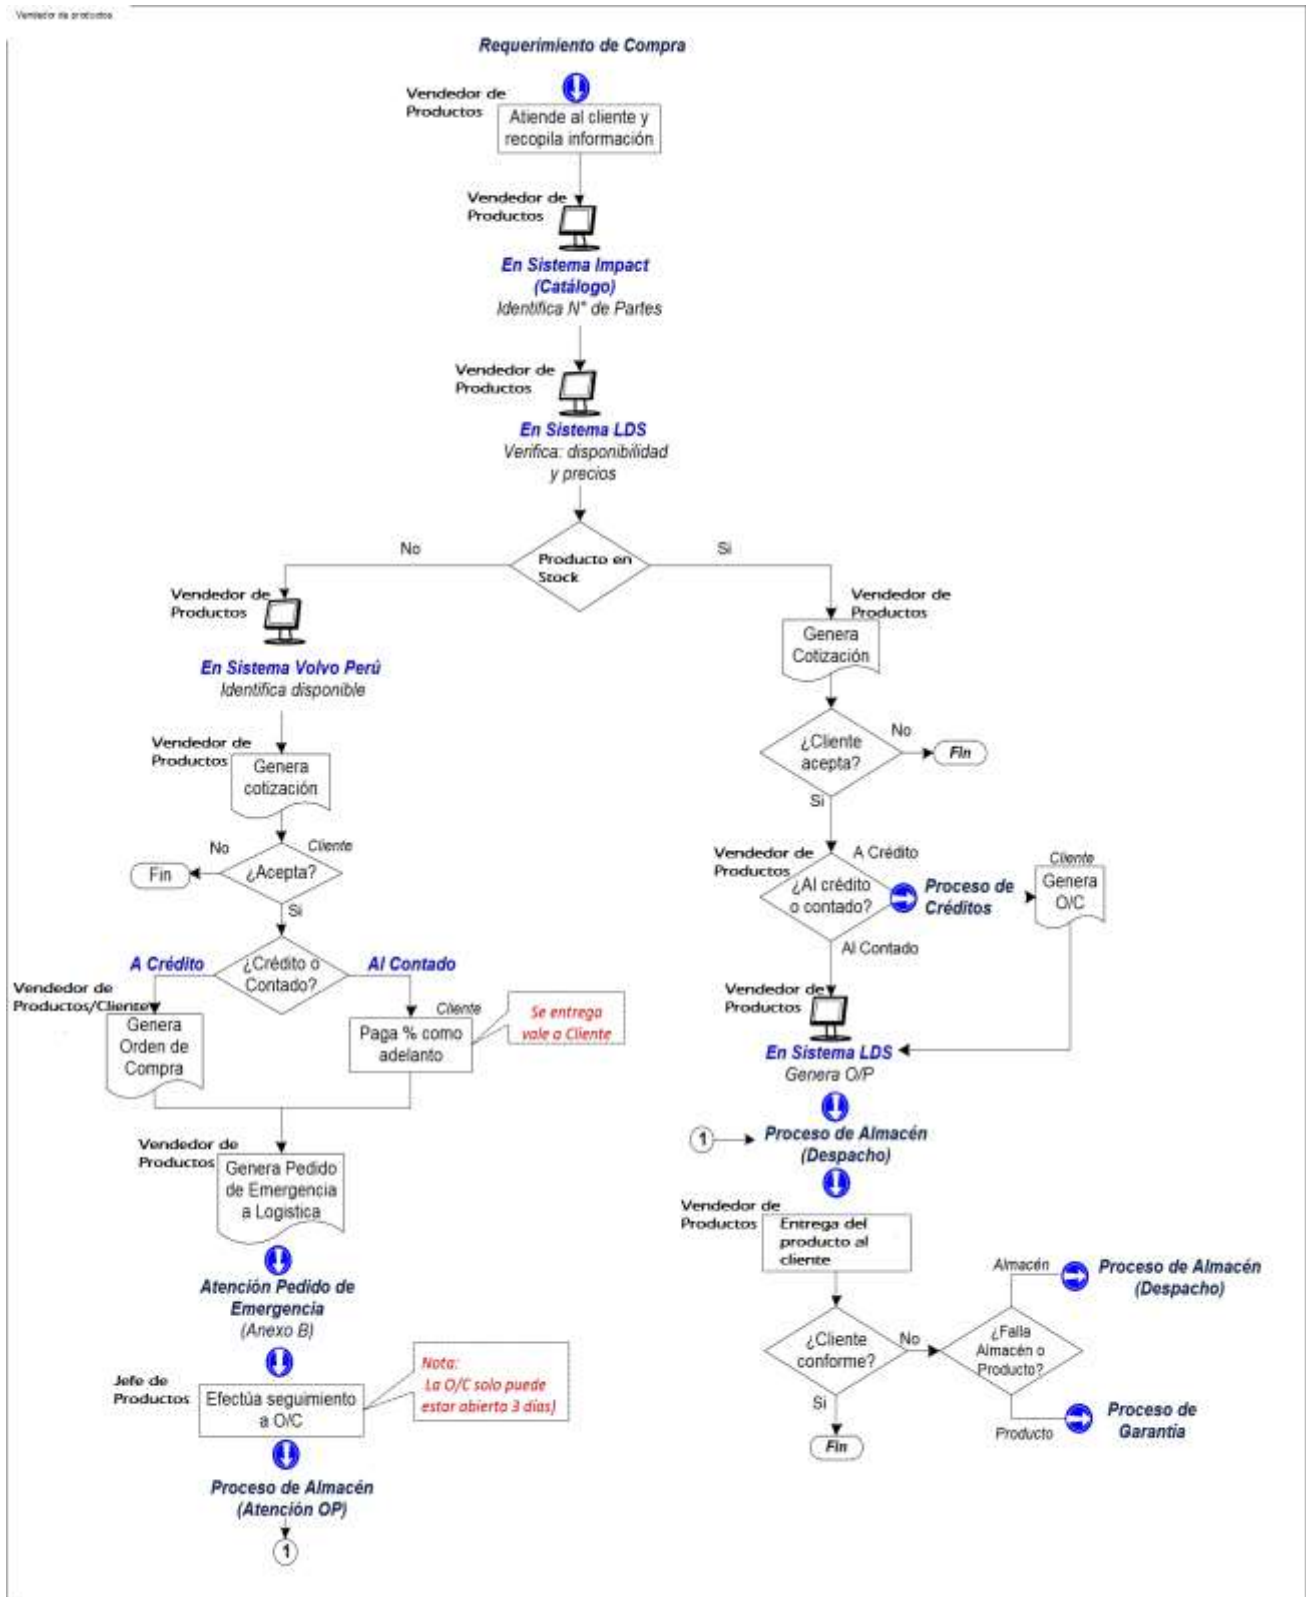 Vendedor de productos
Requerimiento de Compra
Vendedor de
Productos
Atiende al cliente y
recopila información
Vendedor de
Productos
En Sistema Impact
(Catálogo)
Identifica N° de Partes
Vendedor de
Productos
En Sistema LDS
Verifica: disponibilidad
y precios
Producto en
Stock
No
Si
Vendedor de
Productos
En Sistema Volvo Perú
Identifica disponible
Vendedor de
Productos
Genera
cotización
Cliente
¿Acepta?
No
Fin
Si
¿Crédito o
Contado?
A Crédito
Al Contado
Vendedor de
Productos/Cliente
Genera
Orden de
Compra
Cliente
Paga % como
adelanto
Se entrega
vale a Cliente
Vendedor de
Productos
Genera Pedido
de Emergencia
a Logistica
Atención Pedido de
Emergencia
(Anexo B)
Jefe de
Productos
Efectúa seguimiento
a O/C
Nota:
La O/C solo puede
estar abierta 3 días)
Proceso de Almacén
(Atención OP)
1
Vendedor de
Productos
Genera
Cotización
¿Cliente
acepta?
No
Fin
Si
Vendedor de
Productos
A Crédito
¿Al crédito
o contado?
Proceso de
Créditos
Cliente
Genera
O/C
Al Contado
Vendedor de
Productos
En Sistema LDS
Genera O/P
1
Proceso de Almacén
(Despacho)
Vendedor de
Productos
Entrega del
producto al
cliente
¿Cliente
conforme?
No
Si
Fin
¿Falla
Almacén o
Producto?
Almacén
Proceso de Almacén
(Despacho)
Producto
Proceso de
Garantía